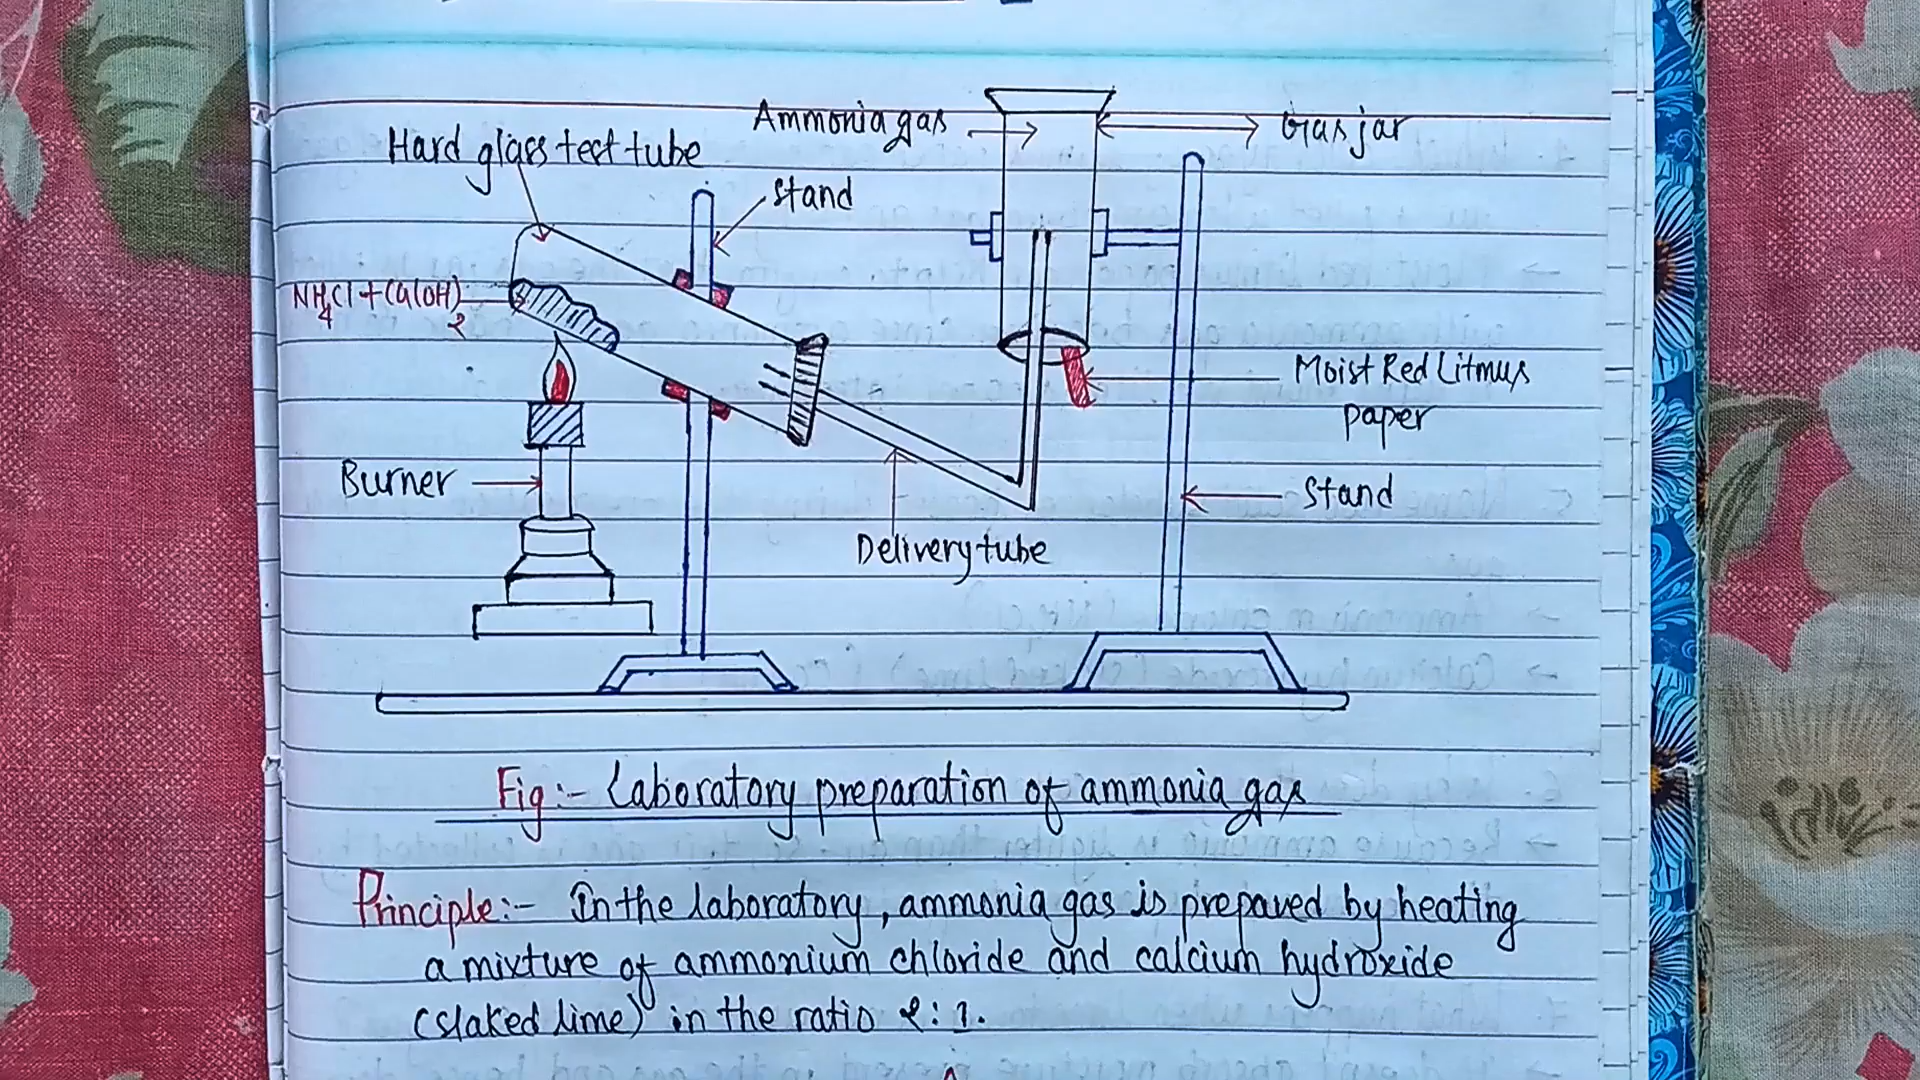 Ammonia gas
Gas jar
Hard glass test tube
Stand
NH4Cl + Ca(OH)2
Moist Red Litmus
paper
Burner
Stand
Delivery tube
Fig:- Laboratory preparation of ammonia gas
Principle:- In the laboratory, ammonia gas is prepared by heating
a mixture of ammonium chloride and calcium hydroxide
(slaked lime) in the ratio 2:1.